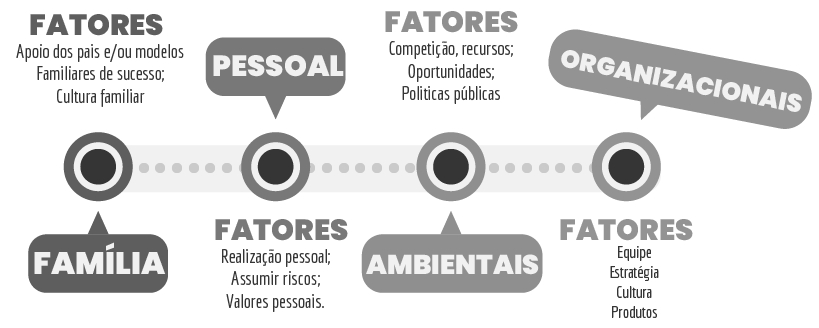 FATORES
Apoio dos pais e/ou modelos
Familiares de sucesso;
Cultura familiar
FAMÍLIA
PESSOAL
FATORES
Realização pessoal;
Assumir riscos;
Valores pessoais.
FATORES
Competição, recursos;
Oportunidades;
Politicas públicas
AMBIENTAIS
ORGANIZACIONAIS
FATORES
Equipe
Estratégia
Cultura
Produtos